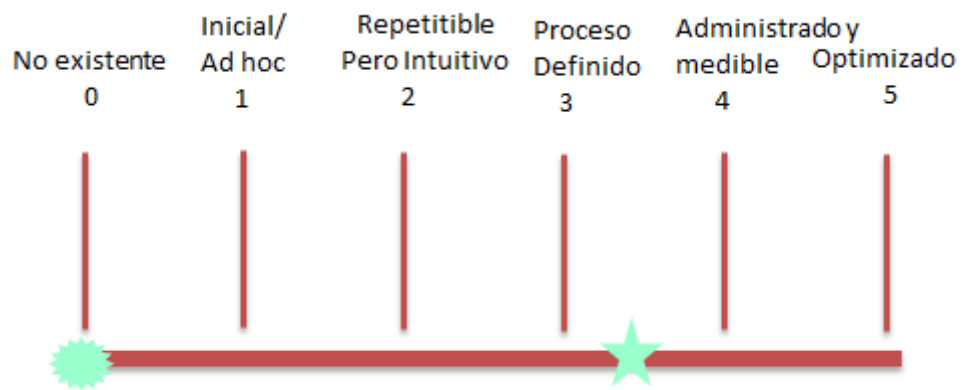 No existente
0
Inicial/
Ad hoc
1
Repetitible
Pero Intuitivo
2
Proceso
Definido
3
Administrado y
medible
4
Optimizado
5